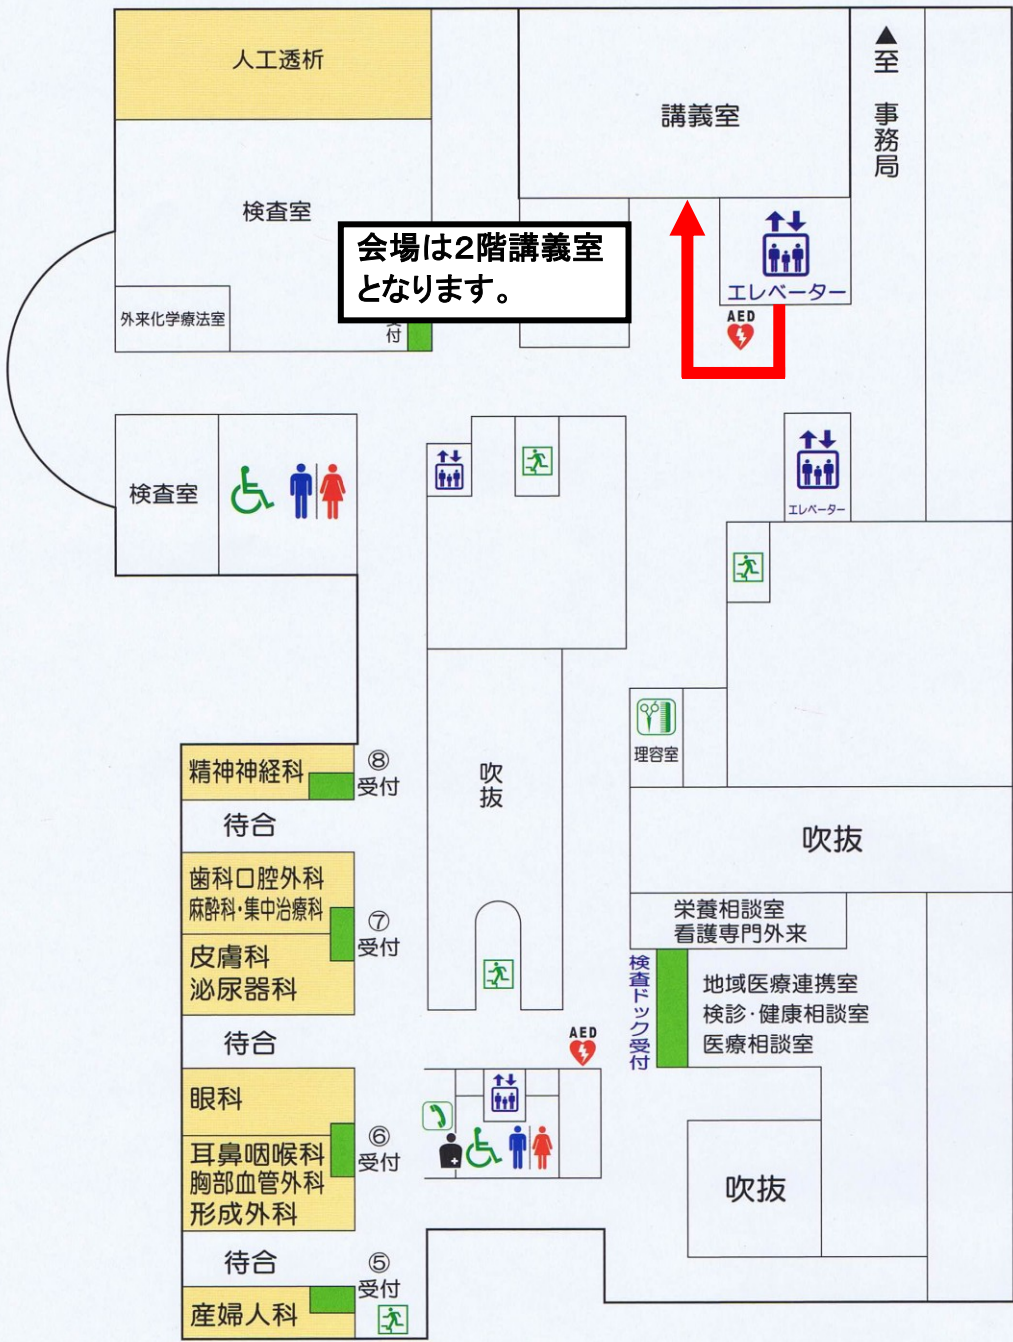 人工透析
講義室
▲
至
事務局
検査室
会場は2階講義室
となります。
エレベーター
外来化学療法室
付
AED
検査室
エレベーター
理容室
精神神経科
⑧
受付
吹抜
待合
吹抜
歯科口腔外科
麻酔科・集中治療科
⑦
受付
皮膚科
泌尿器科
栄養相談室
看護専門外来
検査ドック受付
地域医療連携室
検診・健康相談室
医療相談室
待合
AED
眼科
⑥
受付
耳鼻咽喉科
胸部血管外科
形成外科
吹抜
待合
⑤
受付
産婦人科